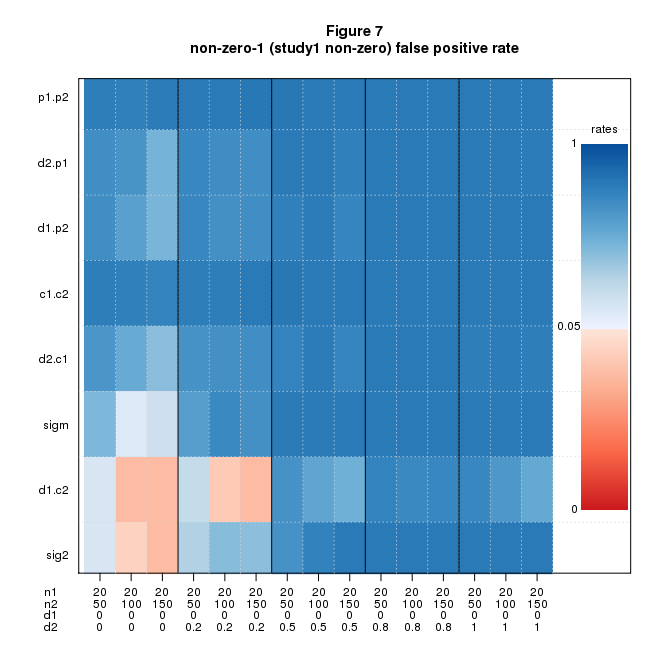 Figure 7
non-zero-1 (study1 non-zero) false positive rate
p1.p2
d2.p1
d1.p2
c1.c2
d2.c1
sigm
d1.c2
sig2
rates
1
0.05
0
n1 20 20 20 20 20 20 20 20 20 20 20 20 20 20 20
n2 50 100 150 50 100 150 50 100 150 50 100 150 50 100 150
d1 0 0 0 0 0 0 0 0 0 0 0 0 0 0 0
d2 0 0 0 0.2 0.2 0.2 0.5 0.5 0.5 0.8 0.8 0.8 1 1 1